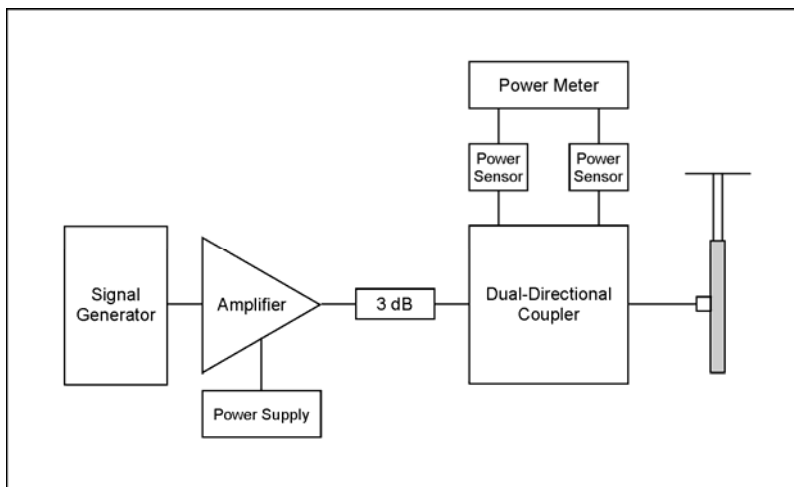 Power Meter
Power
Sensor
Power
Sensor
Signal
Generator
Amplifier
3 dB
Dual-Directional
Coupler
Power Supply